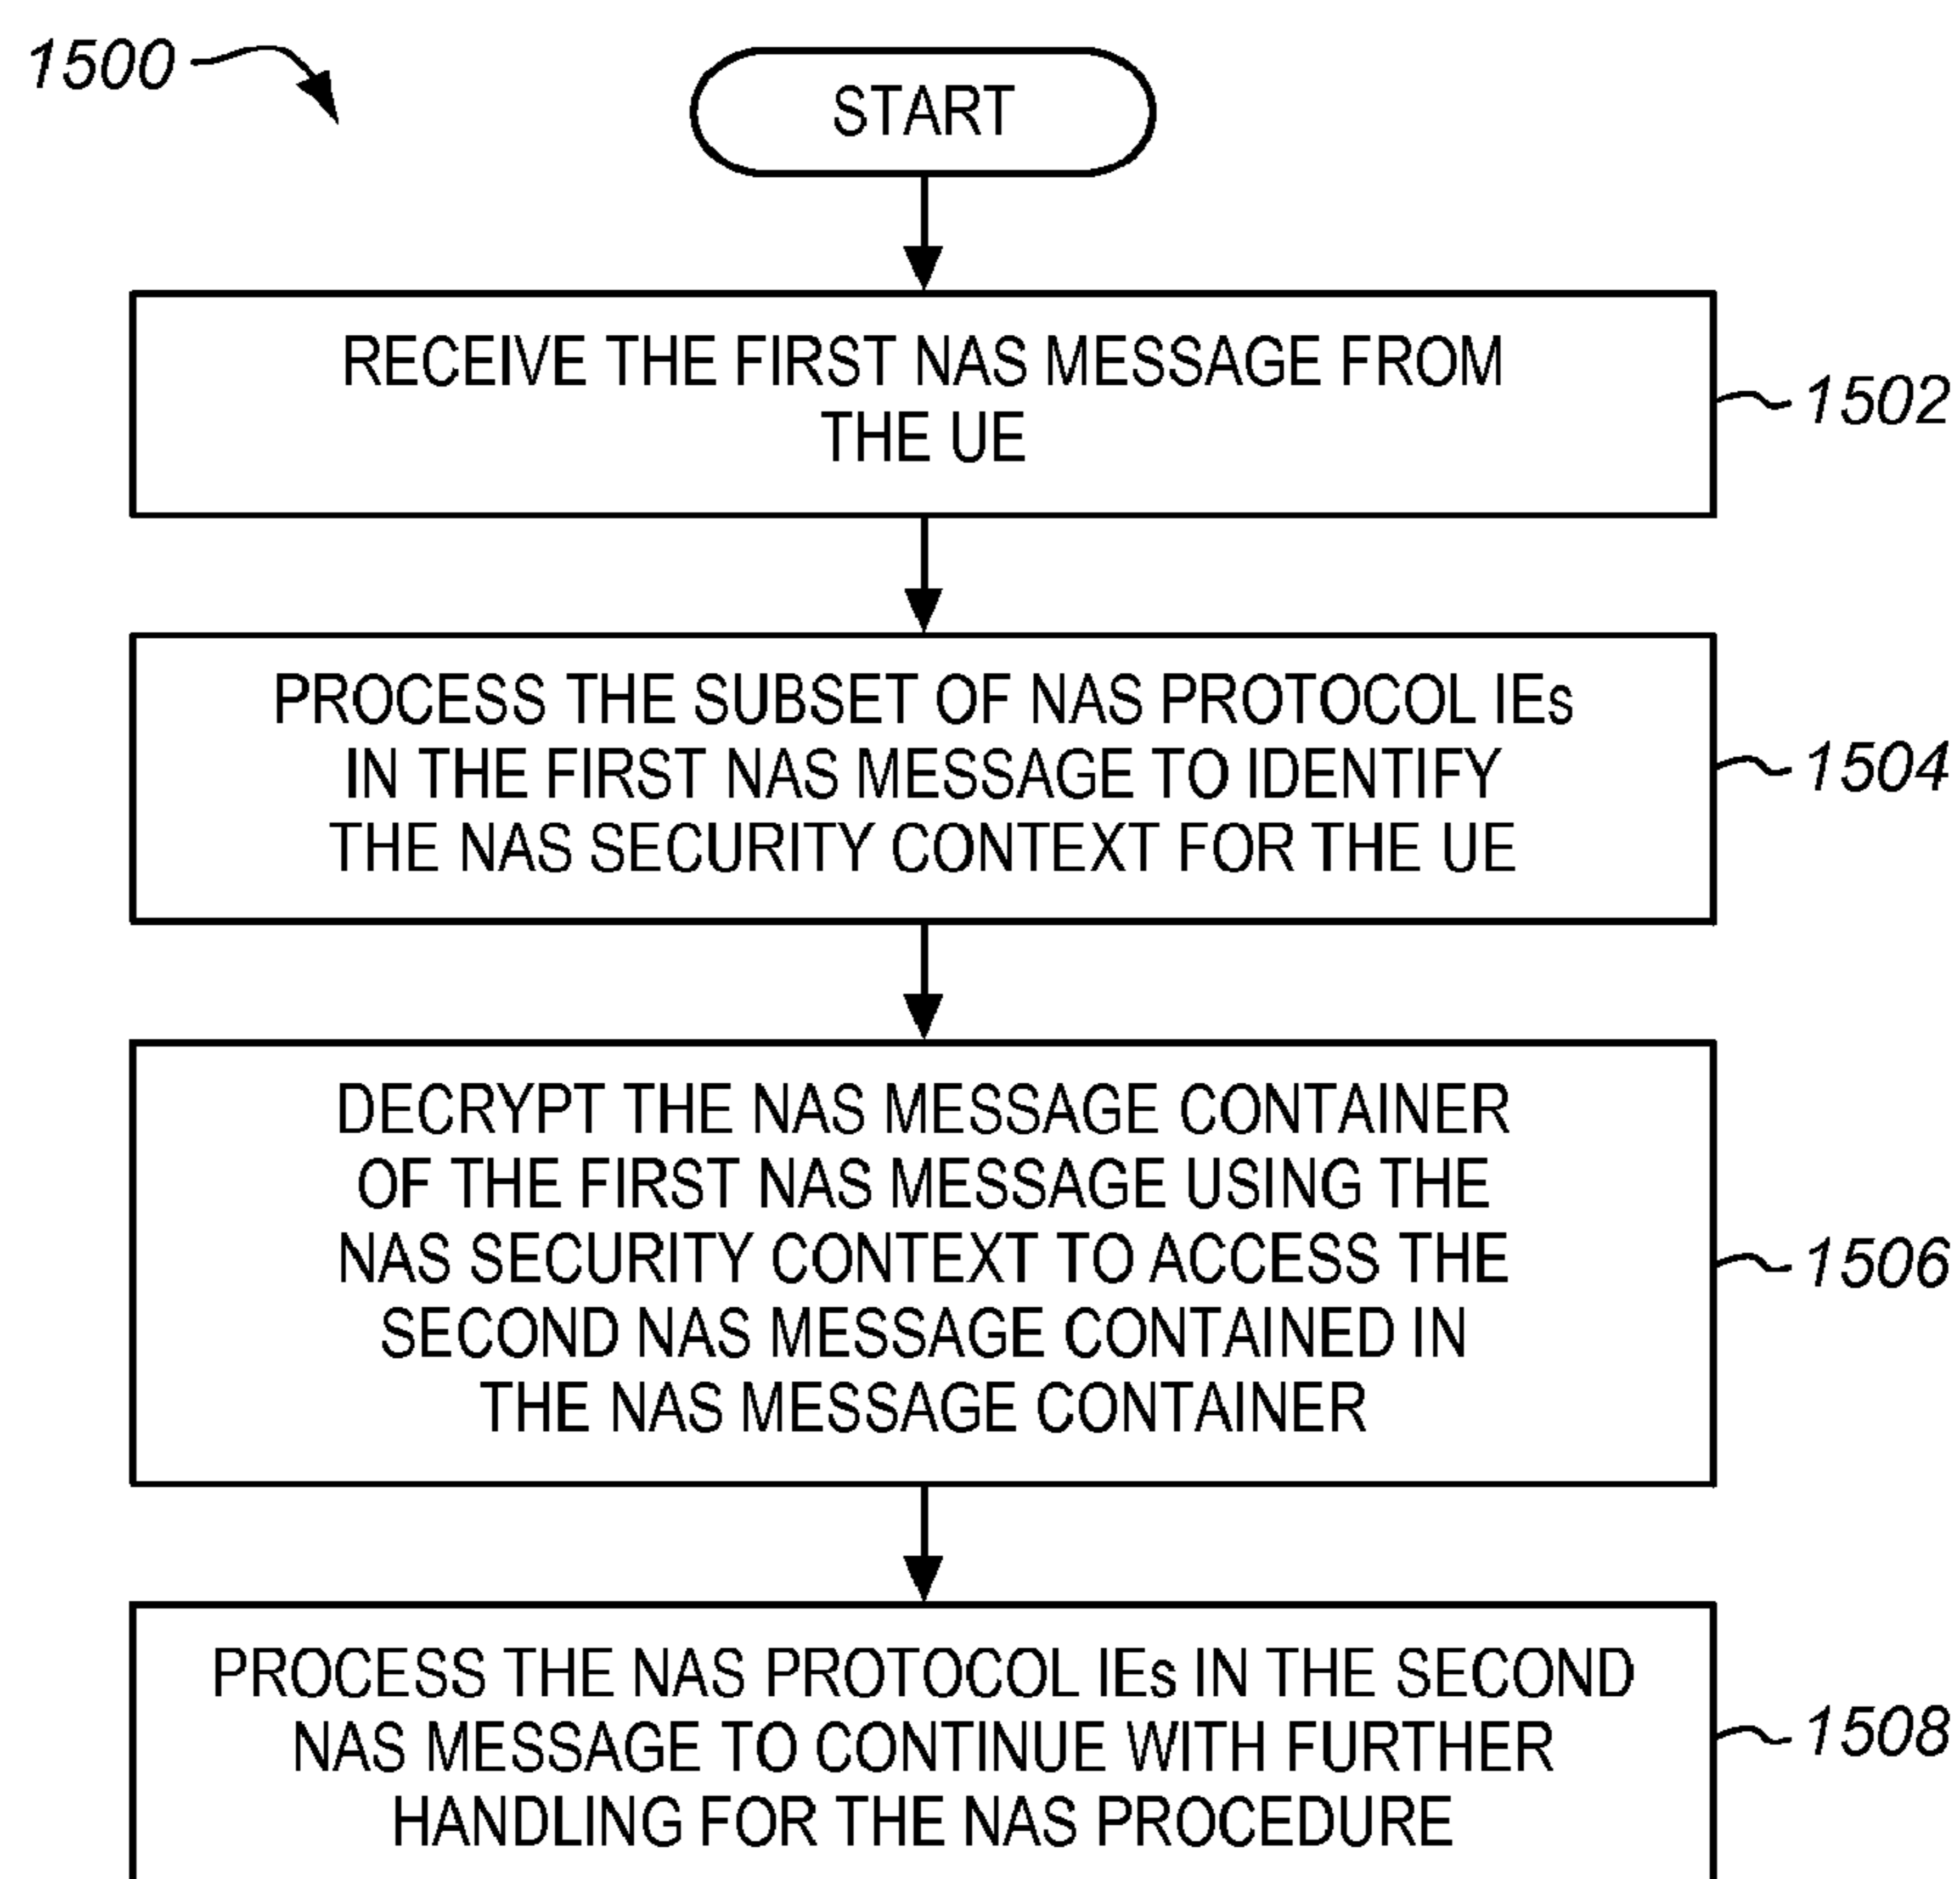 1500
START
RECEIVE THE FIRST NAS MESSAGE FROM
THE UE
1502
PROCESS THE SUBSET OF NAS PROTOCOL IEs
IN THE FIRST NAS MESSAGE TO IDENTIFY
THE NAS SECURITY CONTEXT FOR THE UE
1504
DECRYPT THE NAS MESSAGE CONTAINER
OF THE FIRST NAS MESSAGE USING THE
NAS SECURITY CONTEXT TO ACCESS THE
SECOND NAS MESSAGE CONTAINED IN
THE NAS MESSAGE CONTAINER
1506
PROCESS THE NAS PROTOCOL IEs IN THE SECOND
NAS MESSAGE TO CONTINUE WITH FURTHER
HANDLING FOR THE NAS PROCEDURE
1508